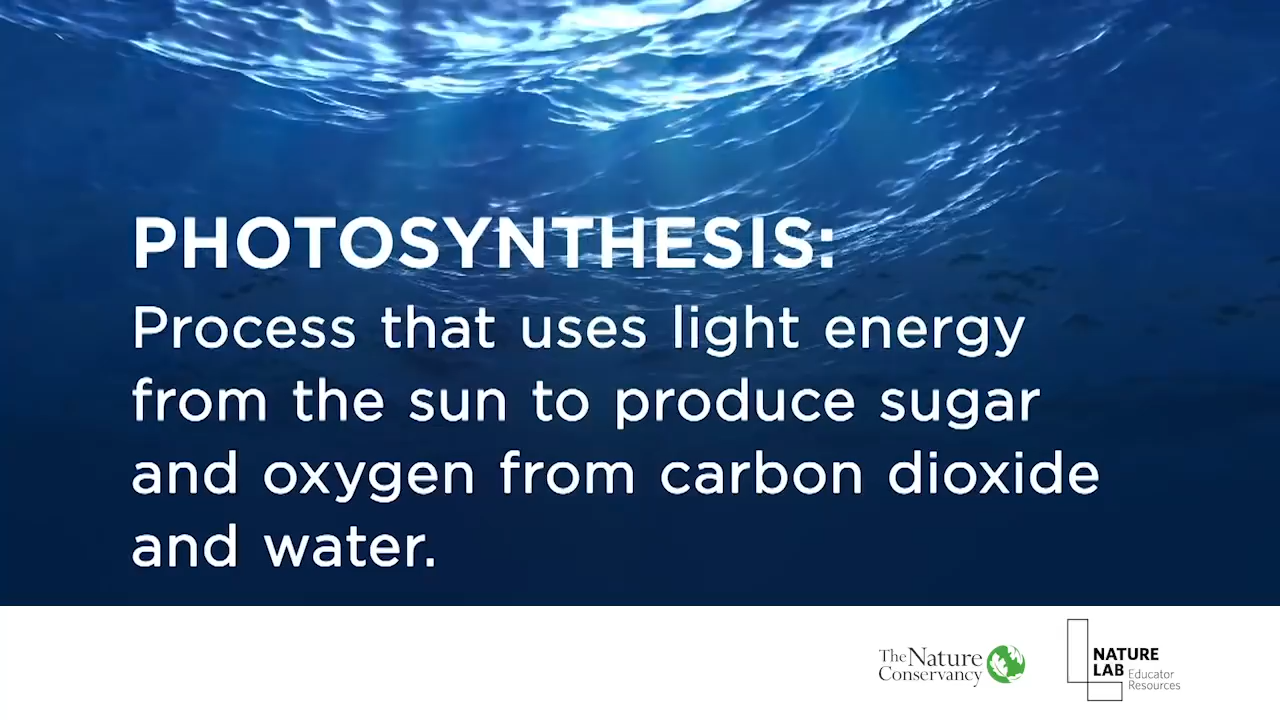 PHOTOSYNTHESIS:
Process that uses light energy
from the sun to produce sugar
and oxygen from carbon dioxide
and water.
The Nature
Conservancy
NATURE
LAB Educator
Resources